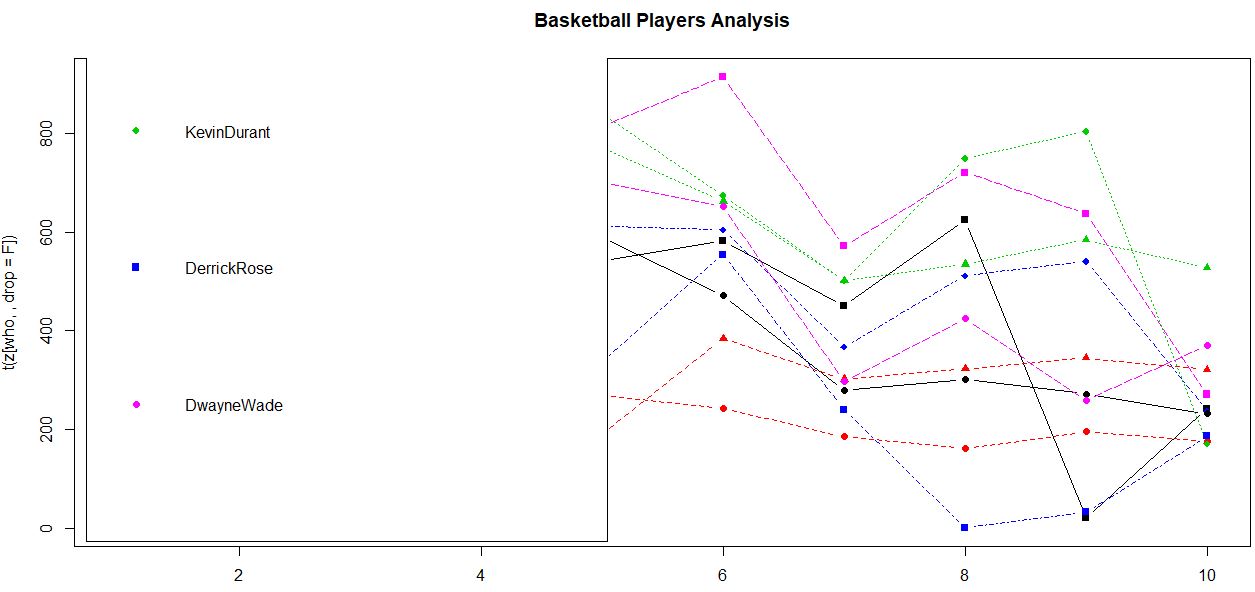 Basketball Players Analysis
t(z[who, , drop = F])
0
200
400
600
800
KevinDurant
DerrickRose
DwayneWade
2
4
6
8
10